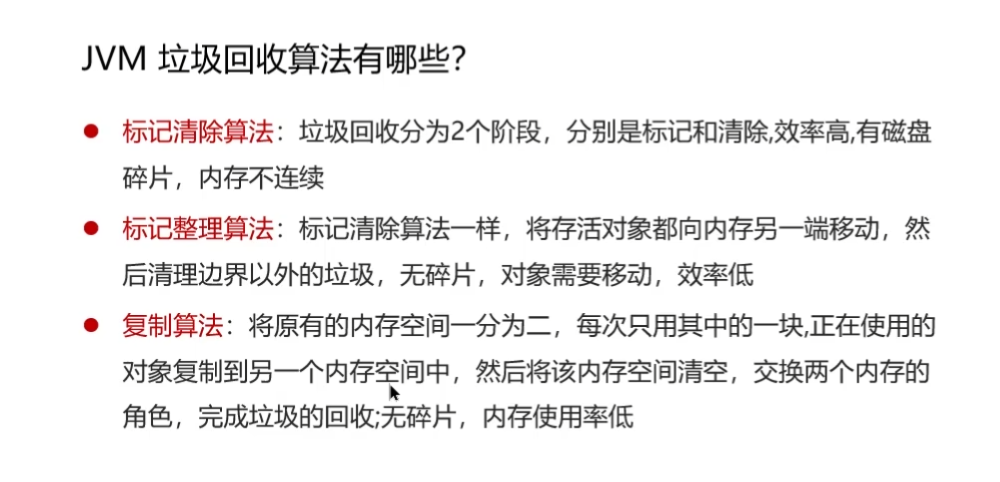 JVM 垃圾回收算法有哪些?
● 标记清除算法：垃圾回收分为2个阶段，分别是标记和清除,效率高,有磁盘
碎片，内存不连续
● 标记整理算法：标记清除算法一样，将存活对象都向内存另一端移动，然
后清理边界以外的垃圾，无碎片，对象需要移动，效率低
● 复制算法：将原有的内存空间一分为二，每次只用其中的一块,正在使用的
对象复制到另一个内存空间中，然后将该内存空间清空，交换两个内存的
角色，完成垃圾的回收;无碎片，内存使用率低